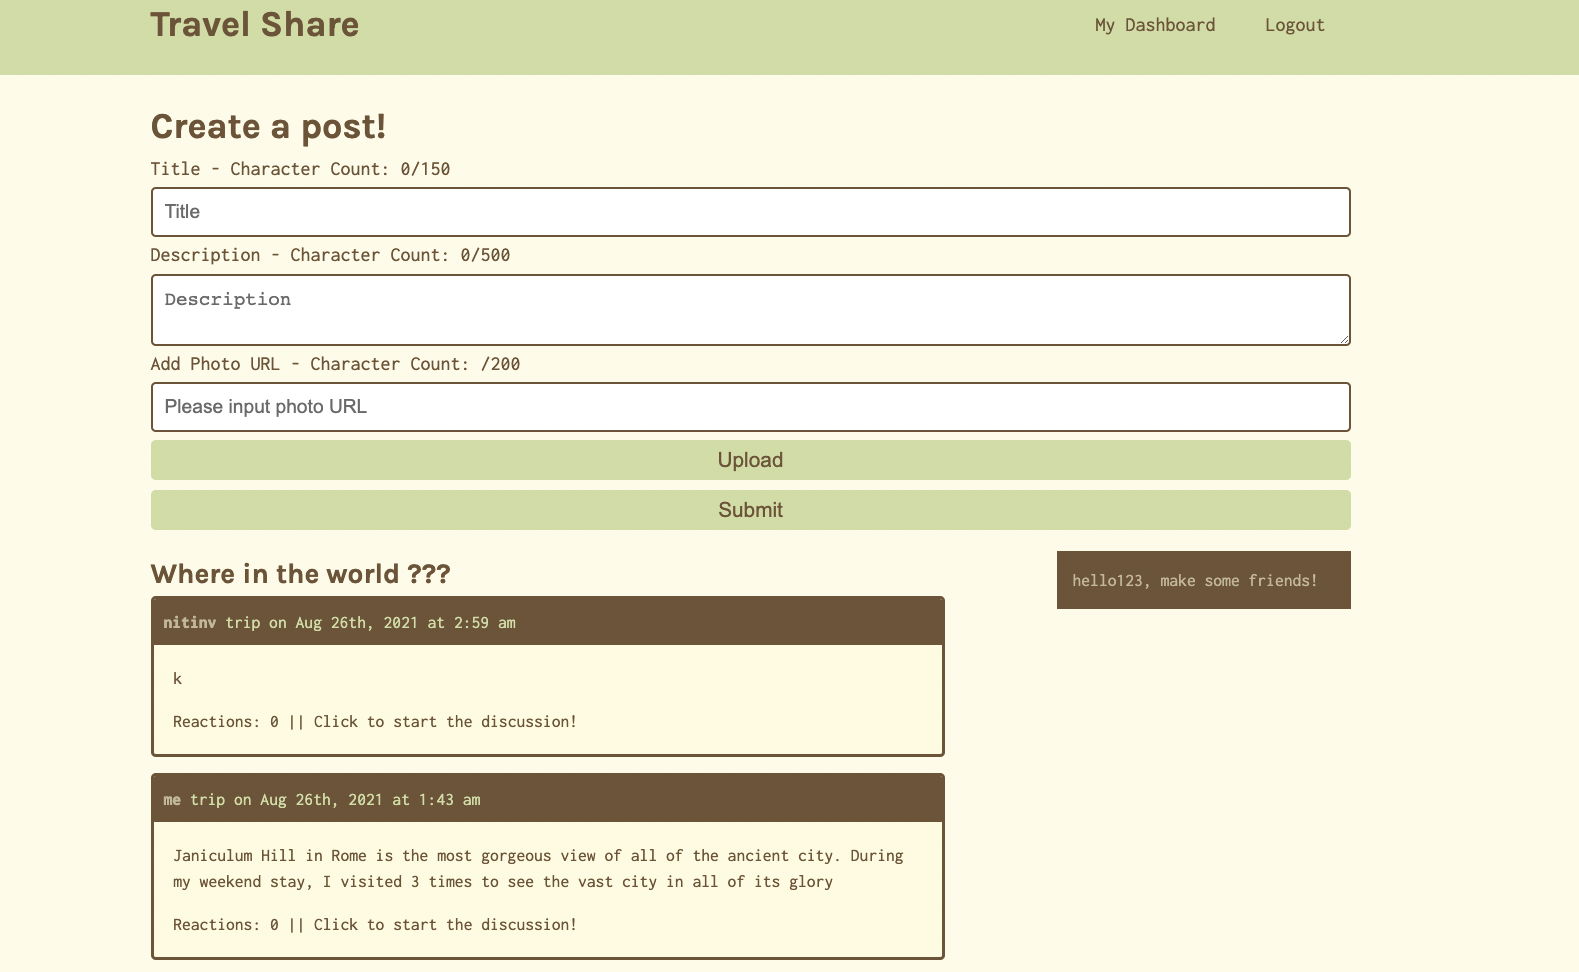 Travel Share
My Dashboard
Logout
Create a post!
Title - Character Count: 0/150
Title
Description - Character Count: 0/500
Description
Add Photo URL - Character Count: /200
Please input photo URL
Upload
Submit
Where in the world ???
hello123, make some friends!
nitinv trip on Aug 26th, 2021 at 2:59 am
k
Reactions: 0 || Click to start the discussion!
me trip on Aug 26th, 2021 at 1:43 am
Janiculum Hill in Rome is the most gorgeous view of all of the ancient city. During
my weekend stay, I visited 3 times to see the vast city in all of its glory
Reactions: 0 || Click to start the discussion!